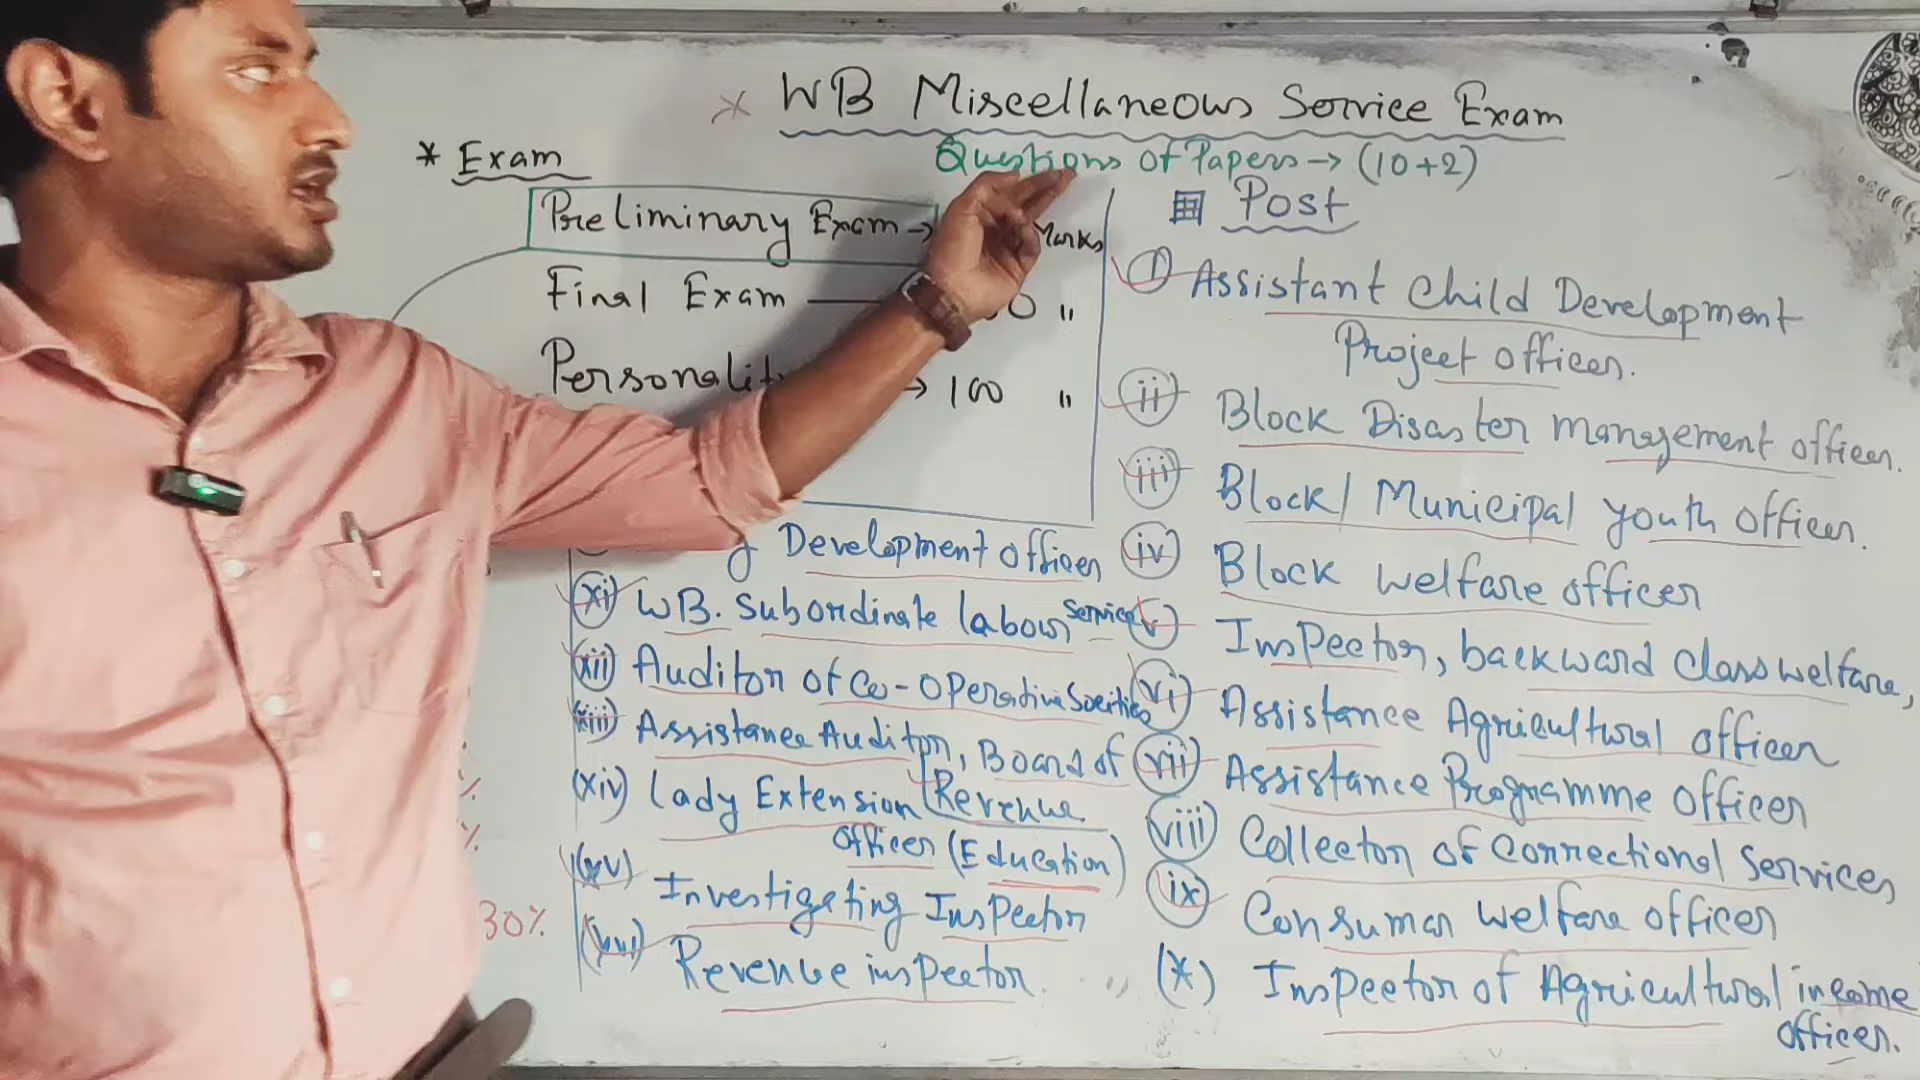 WB Miscellaneous Service Exam
Questions of Papers → (10+2)
* Exam
Preliminary Exam → Marks
Final Exam — 0 "
Personalit → 100 "
Post
(i) Assistant Child Development
Project officer.
(ii) Block Disaster management officer.
(iii) Block/Municipal youth officer.
(iv) Block welfare officer
(v) Inspector, backward class welfare,
(vi) Assistance Agricultural officer
(vii) Assistance Programme officer
(viii) Collector of Correctional Services
(ix) Consumar welfare officer
(x) Inspector of Agricultural income
officer.
Development officer
(xi) WB. Subordinate labour service
(xii) Auditor of Co-operative Societies
(xiii) Assistance Auditor, Board of
Revenue
(xiv) Lady Extension
officer (Education)
(xv) Investigating Inspector
(xvi) Revenue inspector.
%
%
30%